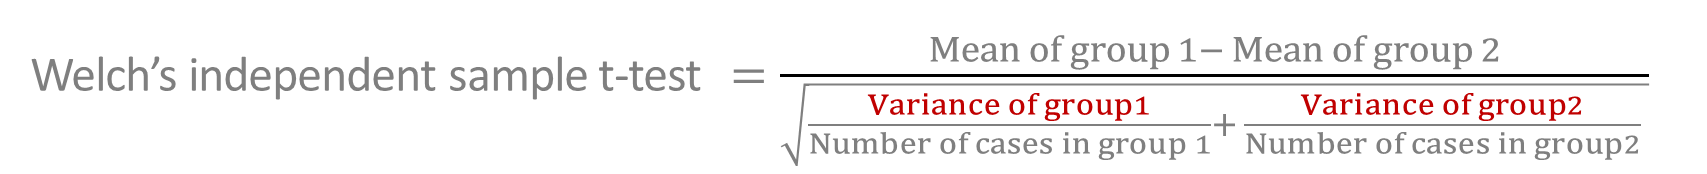 Welch's independent sample t-test = Mean of group 1− Mean of group 2
√ Variance of group1 + Variance of group2
Number of cases in group 1 Number of cases in group2